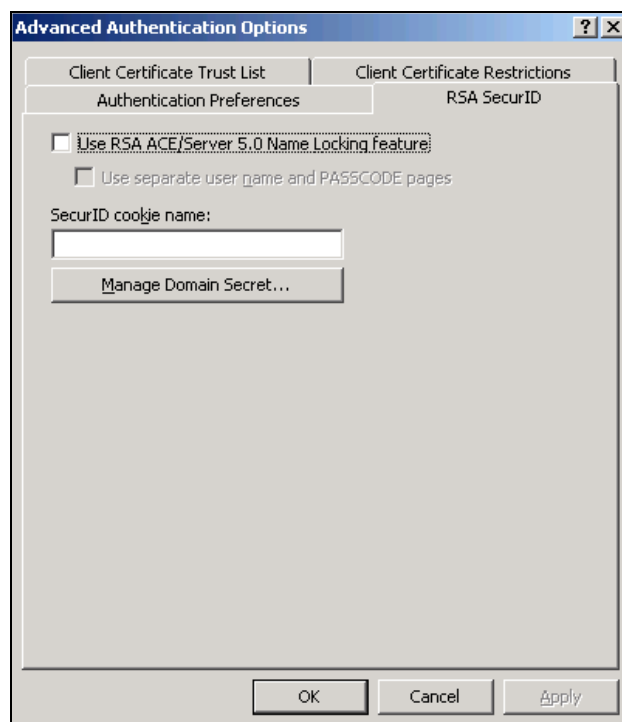 Advanced Authentication Options
Client Certificate Trust List
Client Certificate Restrictions
Authentication Preferences
RSA SecurID
Use RSA ACE/Server 5.0 Name Locking feature
Use separate user name and PASSCODE pages
SecurID cookie name:
Manage Domain Secret...
OK
Cancel
Apply